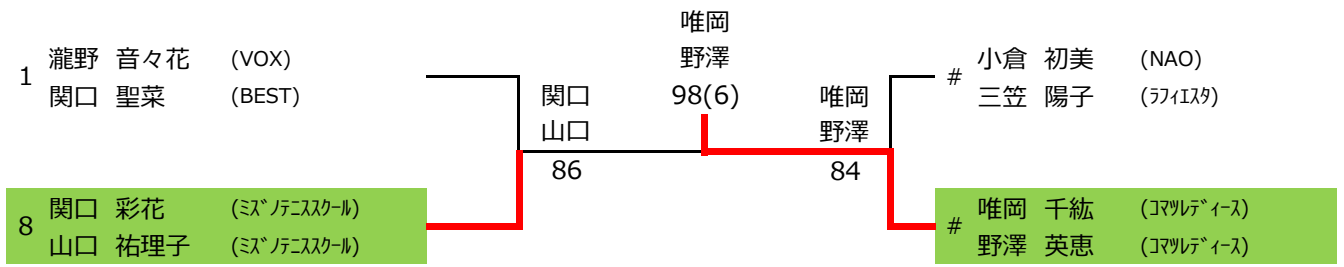 唯岡
野澤
98(6)
1 瀧野 音々花 (VOX)
関口 聖菜 (BEST)
関口
山口
86
8 関口 彩花 (ﾐｽﾞﾉﾃﾆｽｽｸｰﾙ)
山口 祐理子 (ﾐｽﾞﾉﾃﾆｽｽｸｰﾙ)
唯岡
野澤
84
# 小倉 初美 (NAO)
三笠 陽子 (ﾗﾌｨｴｽﾀ)
# 唯岡 千紘 (ｺﾏﾂﾚﾃﾞｨｰｽ)
野澤 英恵 (ｺﾏﾂﾚﾃﾞｨｰｽ)